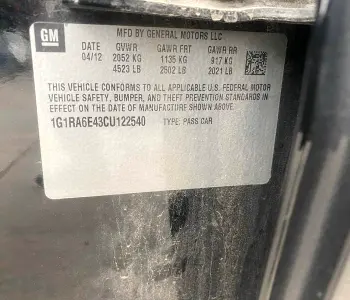 GM
MFD BY GENERAL MOTORS LLC
DATE GVWR GAWR FRT GAWR RR
04/12 2052 KG 1135 KG 917 KG
4523 LB 2502 LB 2021 LB
THIS VEHICLE CONFORMS TO ALL APPLICABLE U.S. FEDERAL MOTOR
VEHICLE SAFETY, BUMPER, AND THEFT PREVENTION STANDARDS IN
EFFECT ON THE DATE OF MANUFACTURE SHOWN ABOVE.
1G1RA6E43CU122540 TYPE: PASS CAR